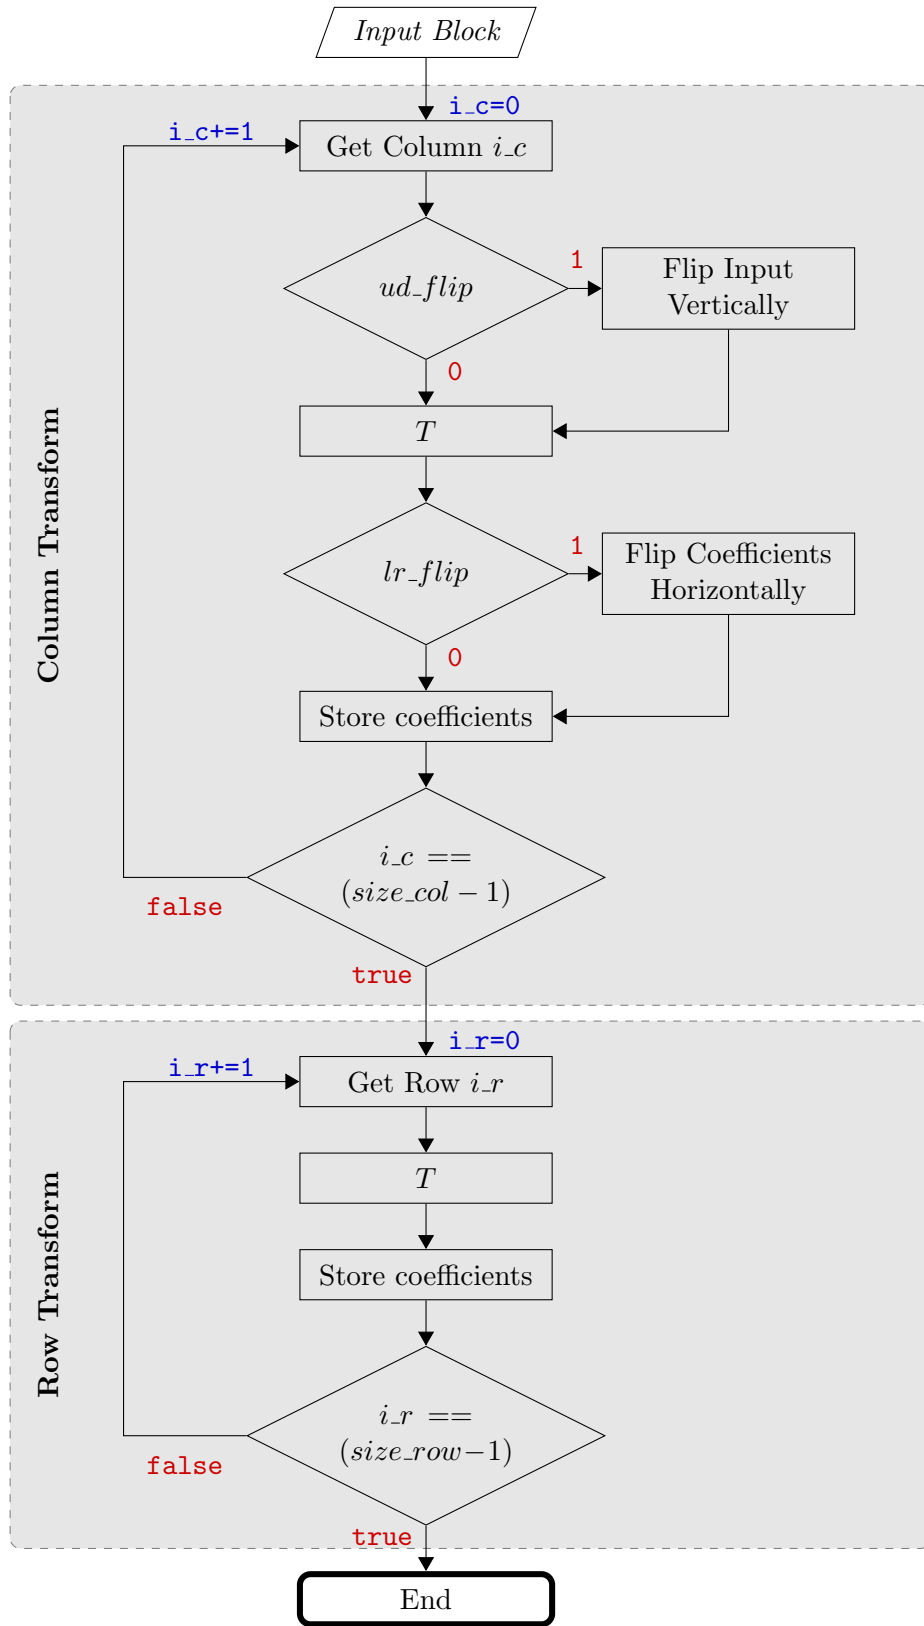 Input Block
i_c=0
i_c+=1
Get Column i_c
ud_flip
1
Flip Input
Vertically
0
T
Column Transform
lr_flip
1
Flip Coefficients
Horizontally
0
Store coefficients
i_c ==
(size_col − 1)
false
true
i_r=0
i_r+=1
Get Row i_r
T
Row Transform
Store coefficients
i_r ==
(size_row−1)
false
true
End